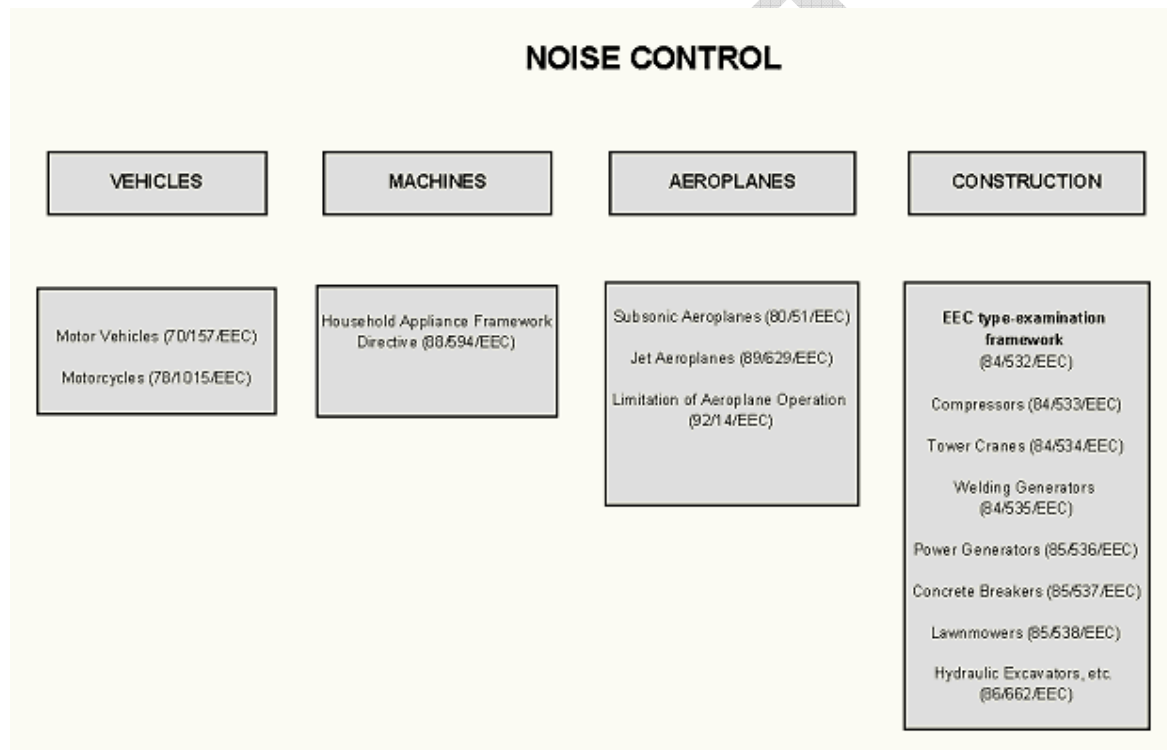 NOISE CONTROL
VEHICLES
MACHINES
AEROPLANES
CONSTRUCTION
Motor Vehicles (70/157/EEC)
Motorcycles (78/1015/EEC)
Household Appliance Framework
Directive (88/594/EEC)
Subsonic Aeroplanes (80/51/EEC)
Jet Aeroplanes (89/629/EEC)
Limitation of Aeroplane Operation
(92/14/EEC)
EEC type-examination
framework
(84/532/EEC)
Compressors (84/533/EEC)
Tower Cranes (84/534/EEC)
Welding Generators
(84/535/EEC)
Power Generators (85/536/EEC)
Concrete Breakers (85/537/EEC)
Lawnmowers (85/538/EEC)
Hydraulic Excavators, etc.
(86/662/EEC)